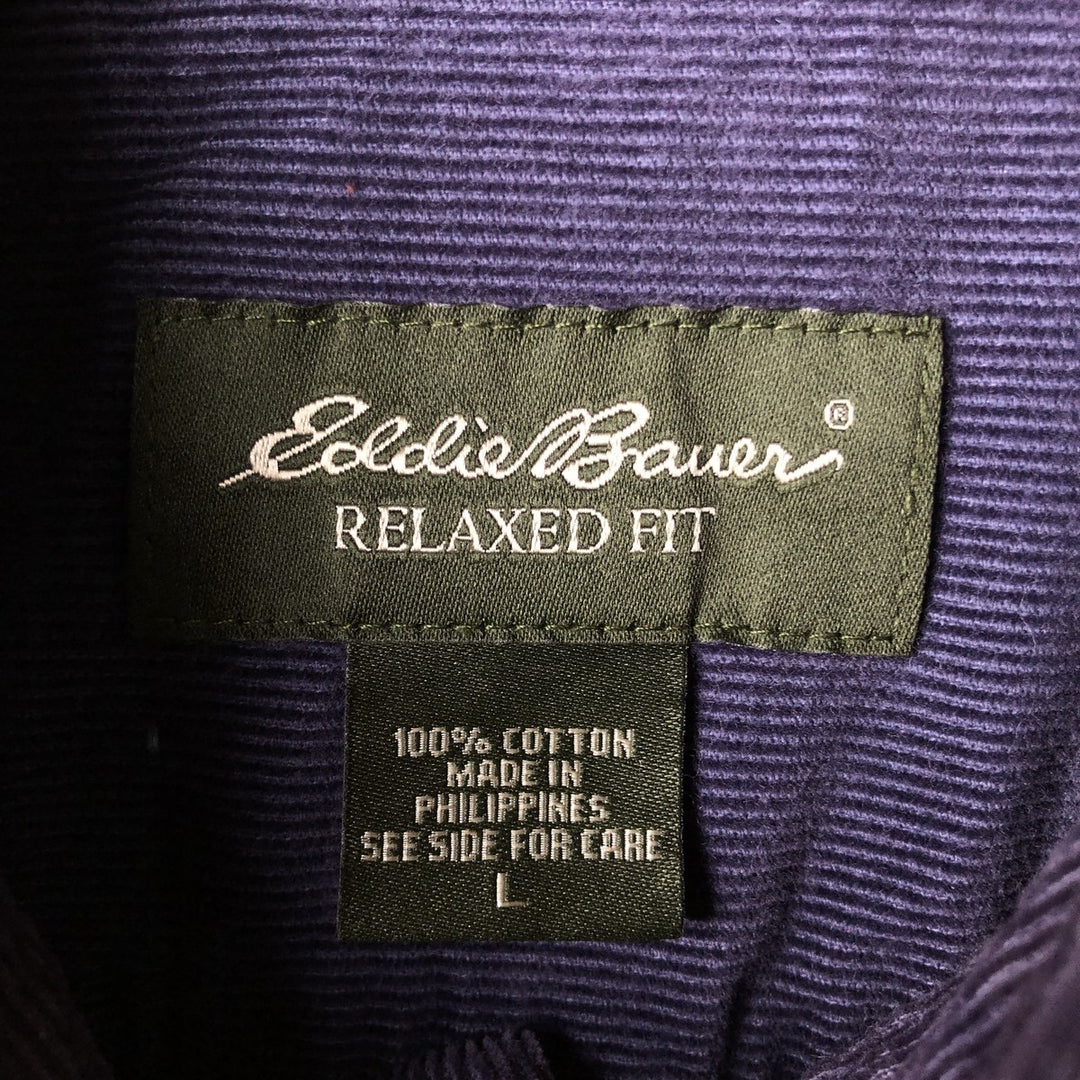 Eddie Bauer ®
RELAXED FIT
100% COTTON
MADE IN
PHILIPPINES
SEE SIDE FOR CARE
L